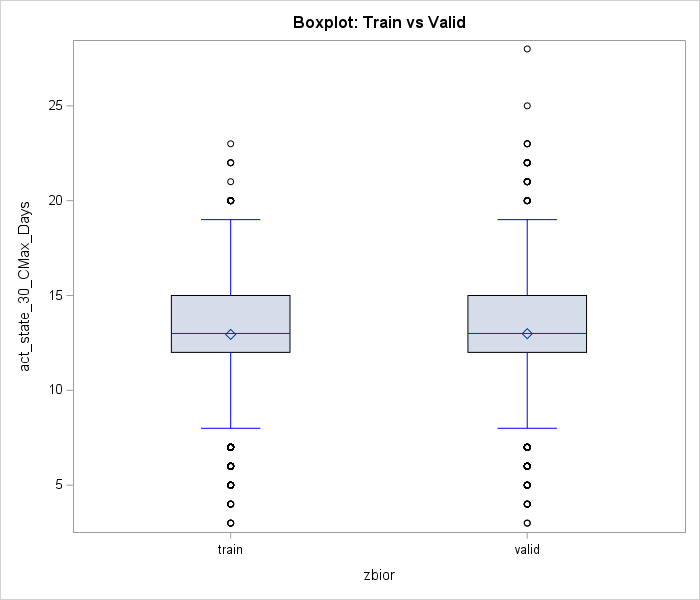 Boxplot: Train vs Valid
act_state_30_CMax_Days
25
20
15
10
5
train
valid
zbior